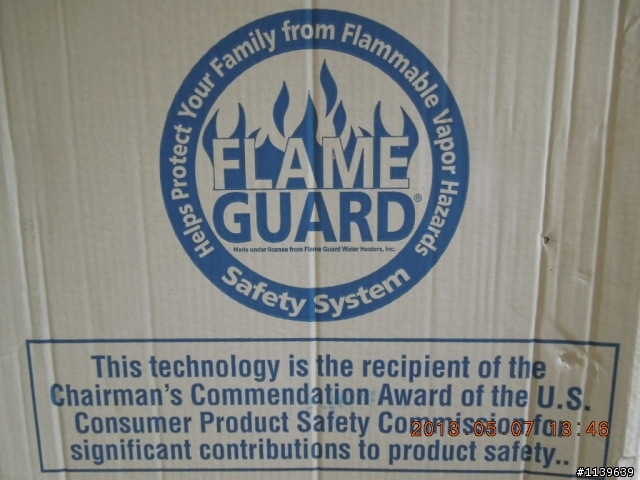 Helps Protect Your Family from Flammable Vapor Hazards
FLAME
GUARD®
Made under license from Flame Guard Water Heaters, Inc.
Safety System
This technology is the recipient of the
Chairman's Commendation Award of the U.S.
Consumer Product Safety Commission for
significant contributions to product safety..
2013.05.07 13:46
#1139639